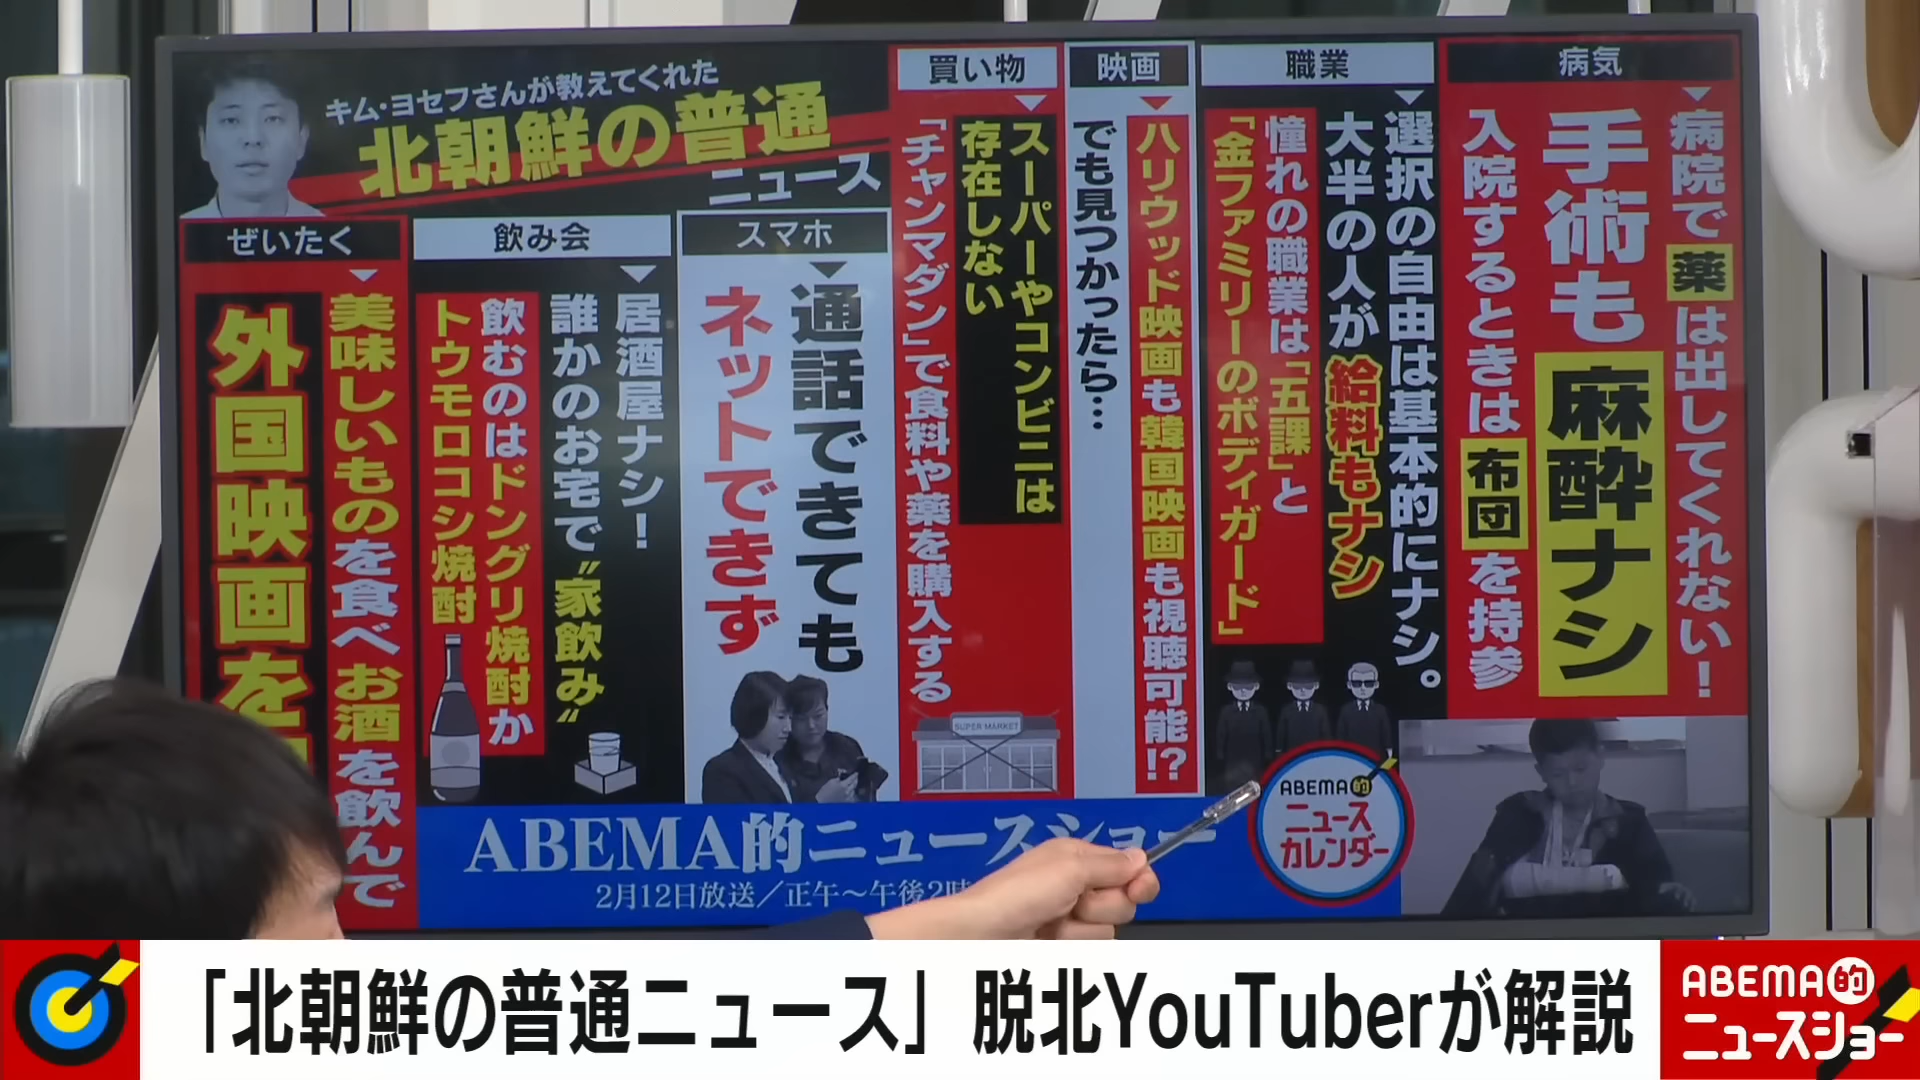 キム・ヨセフさんが教えてくれた
北朝鮮の普通
ニュース
病気
病院で薬は出してくれない!
手術も麻酔ナシ
入院するときは布団を持参
職業
選択の自由は基本的にナシ。
大半の人が給料もナシ
憧れの職業は「五課」と
「金ファミリーのボディガード」
映画
ハリウッド映画も韓国映画も視聴可能!?
でも見つかったら…
買い物
スーパーやコンビニは
存在しない
「チャンマダン」で食料や薬を購入する
SUPER MARKET
スマホ
通話できても
ネットできず
飲み会
居酒屋ナシ!
誰かのお宅で〝家飲み〟
飲むのはドングリ焼酎か
トウモロコシ焼酎
ぜいたく
美味しいものを食べお酒を飲んで
外国映画を
ABEMA的ニュースショー
2月12日放送/正午～午後2時
ABEMA的
ニュース
カレンダー
「北朝鮮の普通ニュース」脱北YouTuberが解説
ABEMA的
ニュースショー